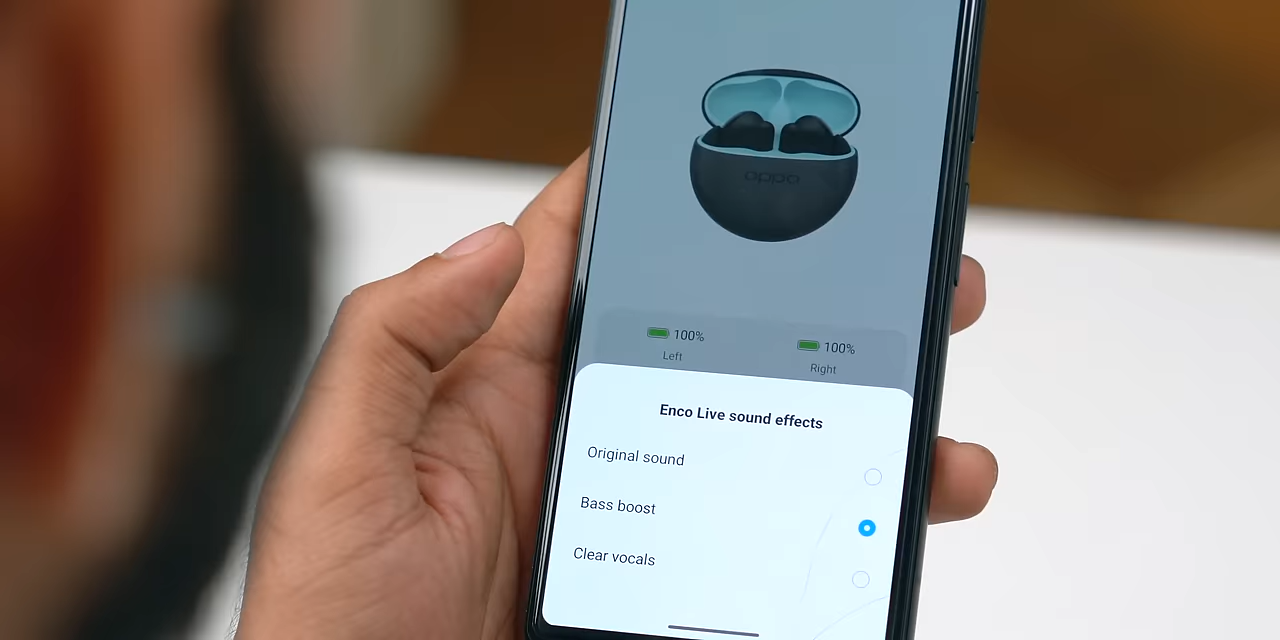 oppo
100%
Left
100%
Right
Enco Live sound effects
Original sound
Bass boost
Clear vocals